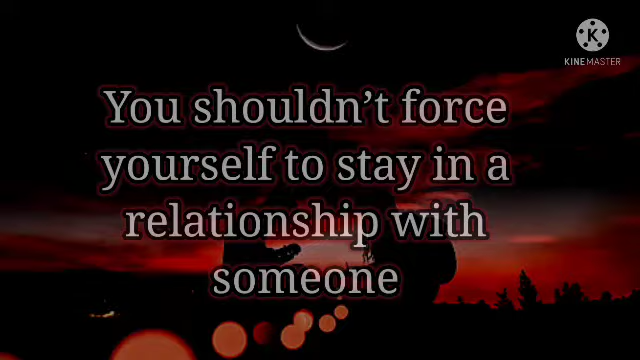 K
KINEMASTER
You shouldn't force
yourself to stay in a
relationship with
someone